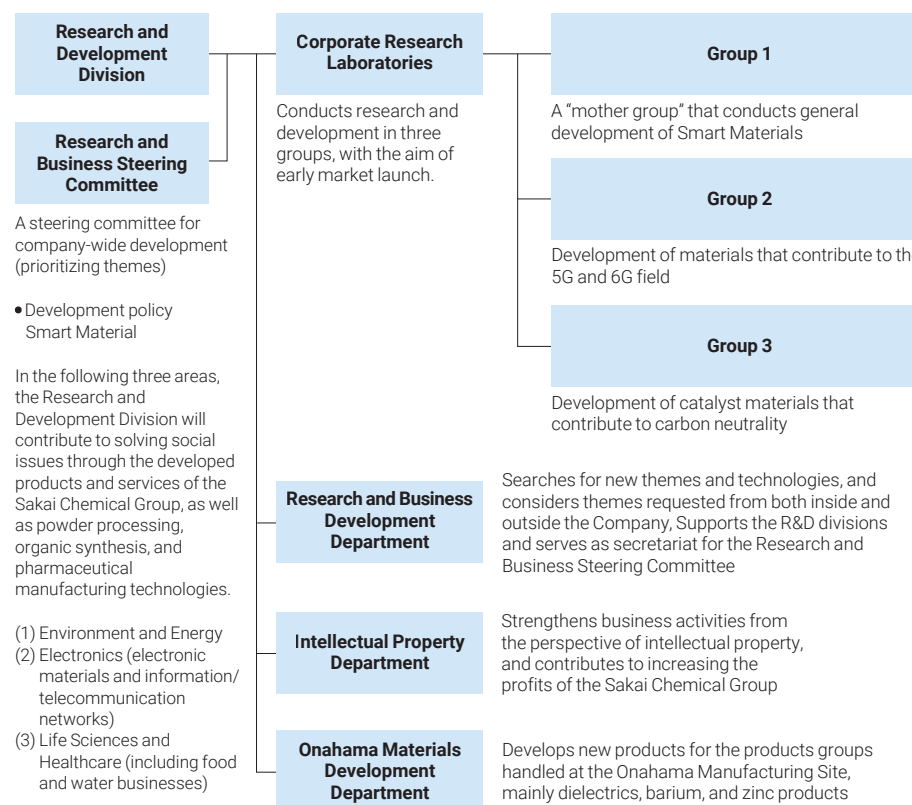 Research and
Development
Division
Research and
Business Steering
Committee
A steering committee for
company-wide development
(prioritizing themes)
• Development policy
Smart Material
In the following three areas,
the Research and
Development Division will
contribute to solving social
issues through the developed
products and services of the
Sakai Chemical Group, as well
as powder processing,
organic synthesis, and
pharmaceutical
manufacturing technologies.
(1) Environment and Energy
(2) Electronics (electronic
materials and information/
telecommunication
networks)
(3) Life Sciences and
Healthcare (including food
and water businesses)
Corporate Research
Laboratories
Conducts research and
development in three
groups, with the aim of
early market launch.
Group 1
A “mother group” that conducts general
development of Smart Materials
Group 2
Development of materials that contribute to th
5G and 6G field
Group 3
Development of catalyst materials that
contribute to carbon neutrality
Research and Business
Development
Department
Searches for new themes and technologies, and
considers themes requested from both inside and
outside the Company, Supports the R&D divisions
and serves as secretariat for the Research and
Business Steering Committee
Intellectual Property
Department
Strengthens business activities from
the perspective of intellectual property,
and contributes to increasing the
profits of the Sakai Chemical Group
Onahama Materials
Development
Department
Develops new products for the products groups
handled at the Onahama Manufacturing Site,
mainly dielectrics, barium, and zinc products